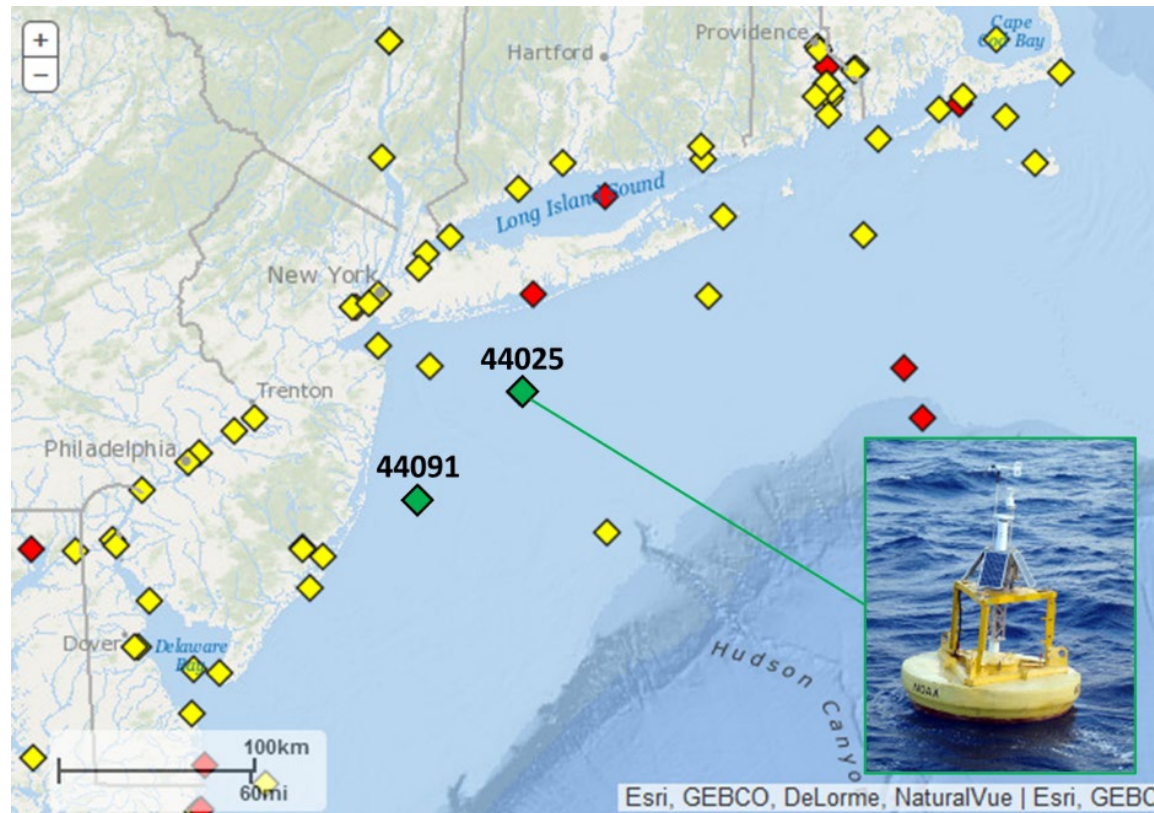 +
−
Hartford
Providence
Cape
Cod Bay
Long Island Sound
New York
44025
Trenton
Philadelphia
44091
Dover
Delaware
Bay
Hudson Canyo
NOAA
100km
60mi
Esri, GEBCO, DeLorme, NaturalVue | Esri, GEBC